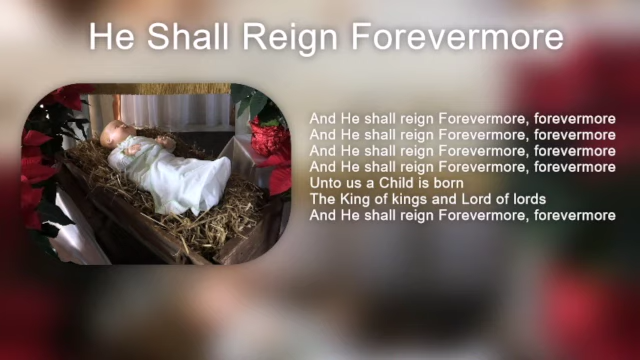 He Shall Reign Forevermore
And He shall reign Forevermore, forevermore
And He shall reign Forevermore, forevermore
And He shall reign Forevermore, forevermore
And He shall reign Forevermore, forevermore
Unto us a Child is born
The King of kings and Lord of lords
And He shall reign Forevermore, forevermore